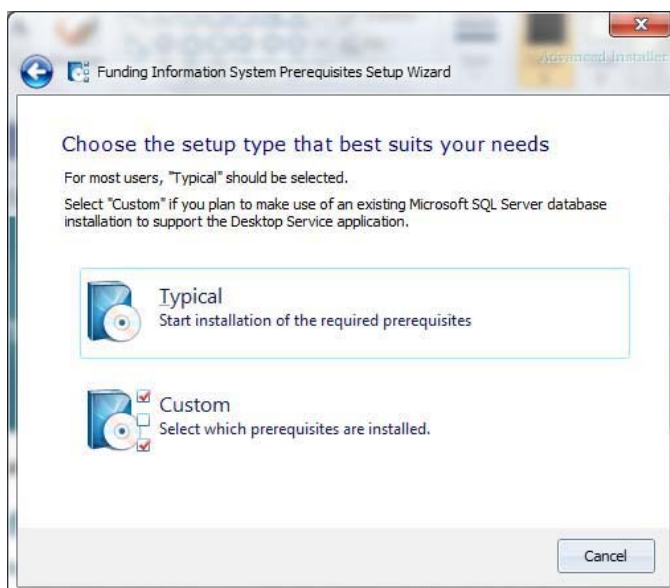 Advanced Installer
Funding Information System Prerequisites Setup Wizard
Choose the setup type that best suits your needs
For most users, "Typical" should be selected.
Select "Custom" if you plan to make use of an existing Microsoft SQL Server database
installation to support the Desktop Service application.
Typical
Start installation of the required prerequisites
Custom
Select which prerequisites are installed.
Cancel